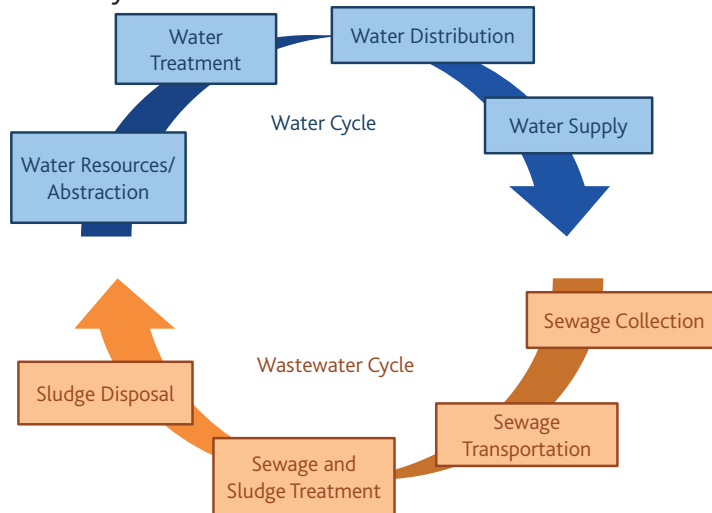 Water
Treatment
Water Distribution
Water Cycle
Water Supply
Water Resources/
Abstraction
Sewage Collection
Wastewater Cycle
Sludge Disposal
Sewage
Transportation
Sewage and
Sludge Treatment